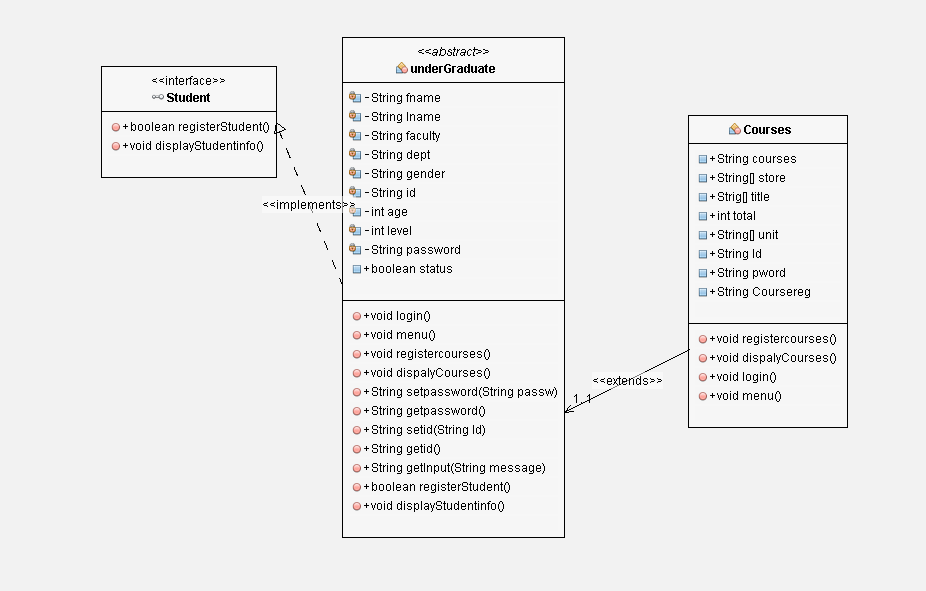 <<interface>>
Student
+boolean registerStudent()
+void displayStudentinfo()
<<implements>>
<<abstract>>
underGraduate
-String fname
-String lname
-String faculty
-String dept
-String gender
-String id
-int age
-int level
-String password
+boolean status
+void login()
+void menu()
+void registercourses()
+void dispalyCourses()
+String setpassword(String passw)
+String getpassword()
+String setid(String Id)
+String getid()
+String getInput(String message)
+boolean registerStudent()
+void displayStudentinfo()
<<extends>>
1..1
Courses
+String courses
+String[] store
+Strig[] title
+int total
+String[] unit
+String Id
+String pword
+String Coursereg
+void registercourses()
+void dispalyCourses()
+void login()
+void menu()